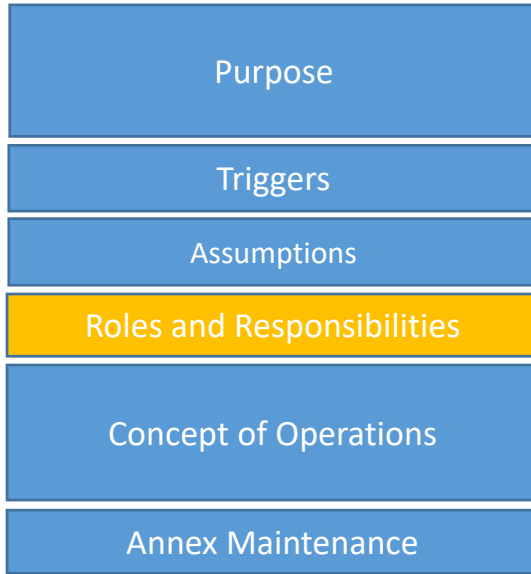 Purpose
Triggers
Assumptions
Roles and Responsibilities
Concept of Operations
Annex Maintenance